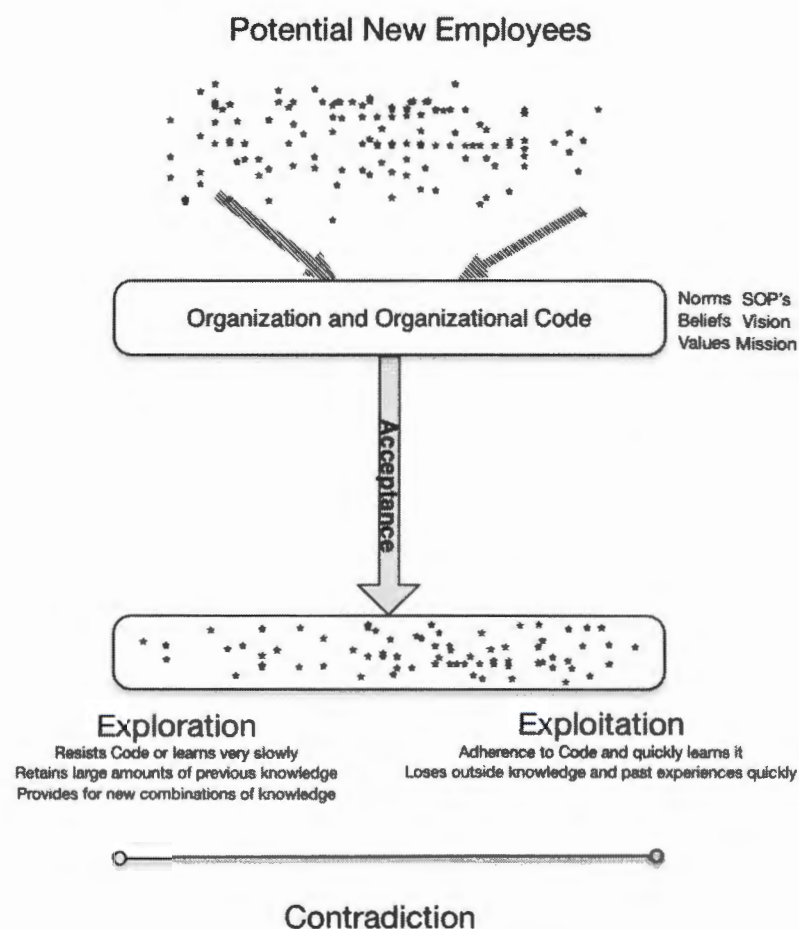 Potential New Employees
Organization and Organizational Code
Norms SOP's
Beliefs Vision
Values Mission
Acceptance
Exploration
Resists Code or learns very slowly
Retains large amounts of previous knowledge
Provides for new combinations of knowledge
Exploitation
Adherence to Code and quickly learns it
Loses outside knowledge and past experiences quickly
Contradiction